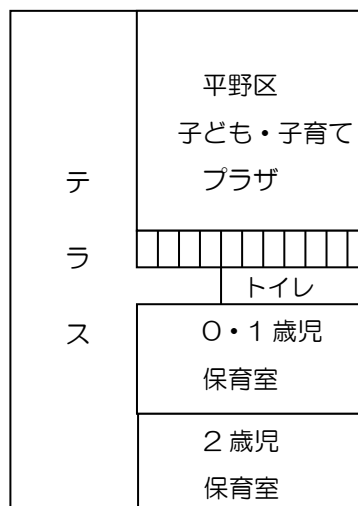 平野区
子ども・子育て
プラザ
テラス
トイレ
0・1歳児
保育室
2歳児
保育室